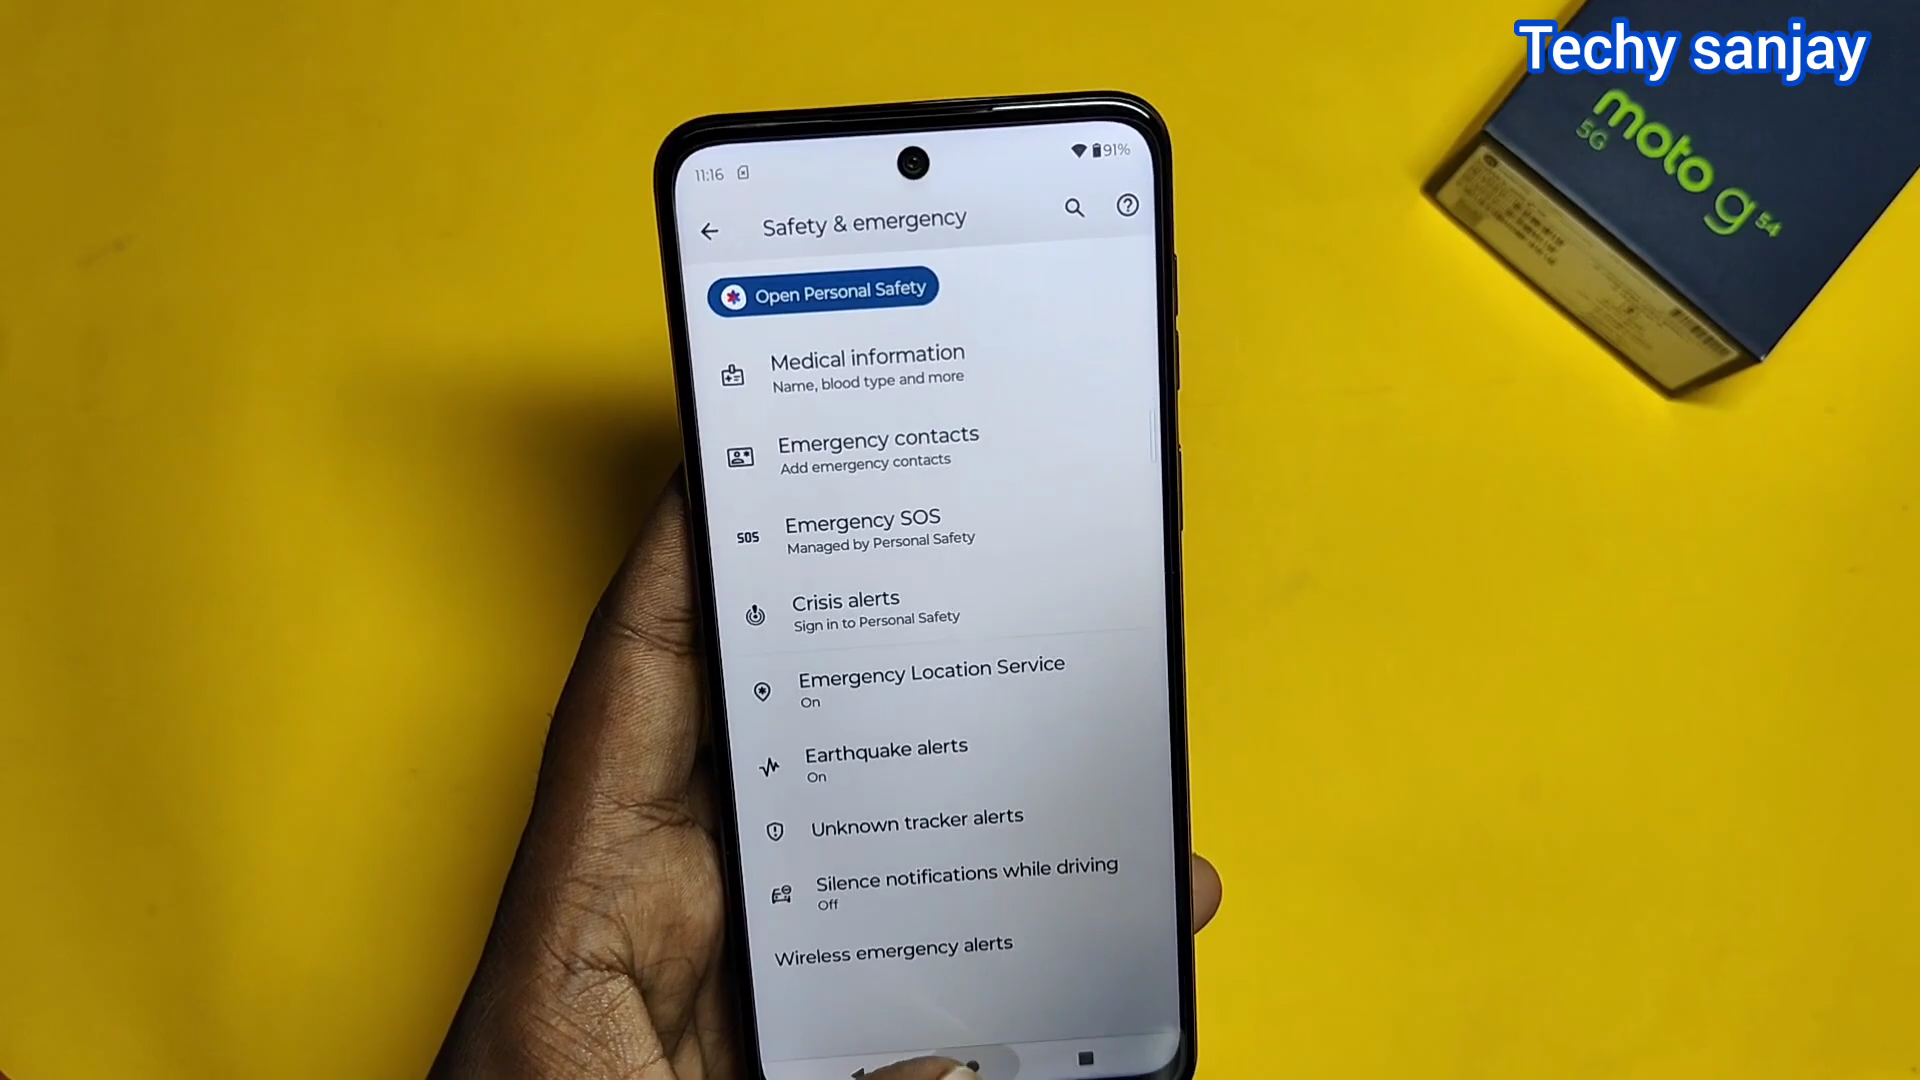 Techy sanjay
moto g54
5G
11:16
91%
Safety & emergency
Open Personal Safety
Medical information
Name, blood type and more
Emergency contacts
Add emergency contacts
SOS
Emergency SOS
Managed by Personal Safety
Crisis alerts
Sign in to Personal Safety
Emergency Location Service
On
Earthquake alerts
On
Unknown tracker alerts
Silence notifications while driving
Off
Wireless emergency alerts